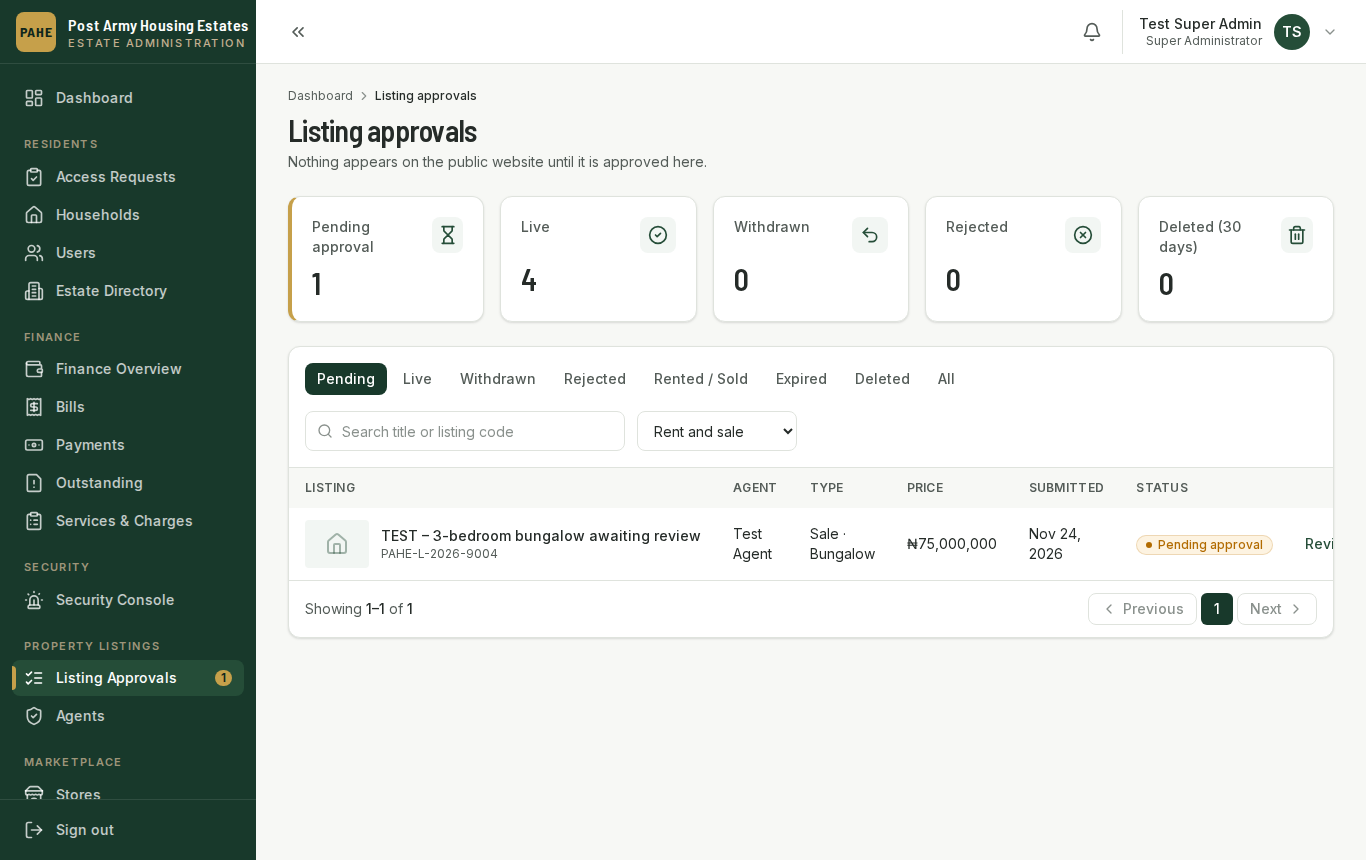 PAHE
Post Army Housing Estates
ESTATE ADMINISTRATION
Test Super Admin
Super Administrator
TS
Dashboard
RESIDENTS
Access Requests
Households
Users
Estate Directory
FINANCE
Finance Overview
Bills
Payments
Outstanding
Services & Charges
SECURITY
Security Console
PROPERTY LISTINGS
Listing Approvals 1
Agents
MARKETPLACE
Stores
Sign out
Dashboard > Listing approvals
Listing approvals
Nothing appears on the public website until it is approved here.
Pending approval
1
Live
4
Withdrawn
0
Rejected
0
Deleted (30 days)
0
Pending Live Withdrawn Rejected Rented / Sold Expired Deleted All
Search title or listing code
Rent and sale
LISTING AGENT TYPE PRICE SUBMITTED STATUS
TEST – 3-bedroom bungalow awaiting review
PAHE-L-2026-9004
Test Agent
Sale · Bungalow
₦75,000,000
Nov 24, 2026
Pending approval
Revi
Showing 1–1 of 1
Previous 1 Next